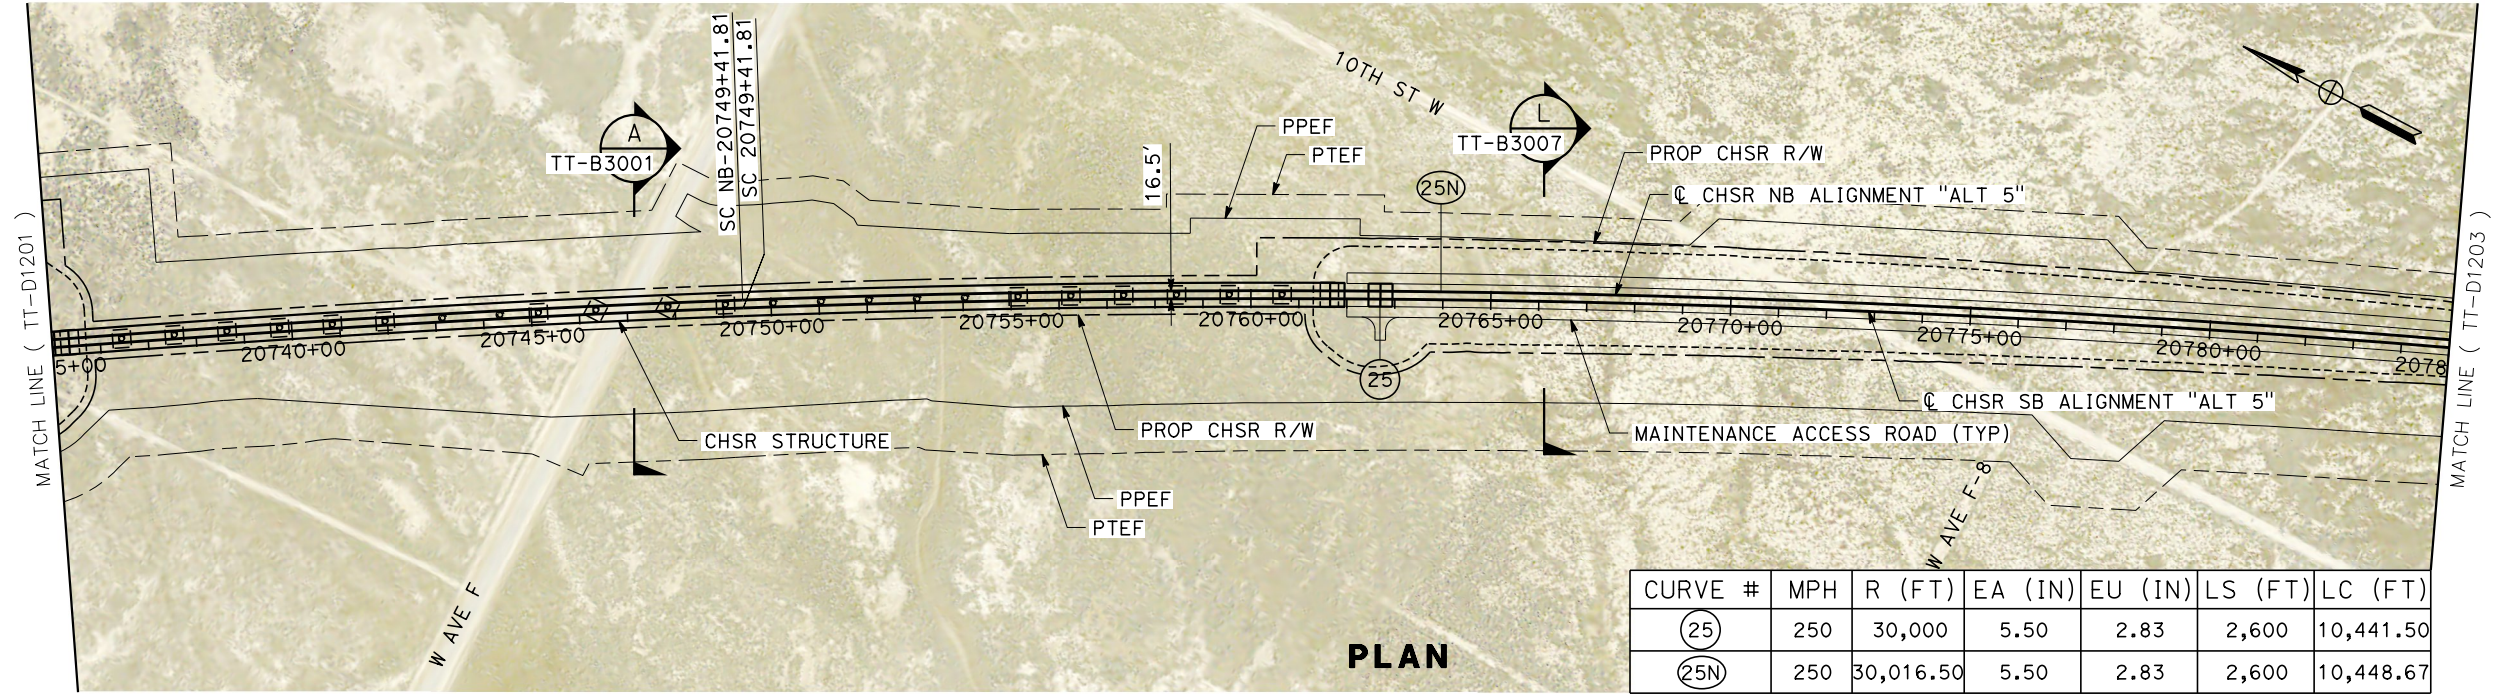 MATCH LINE ( TT-D1201 )
SC NB-20749+41.81
SC 20749+41.81
A
TT-B3001
10TH ST W
PPEF
PTEF
16.5'
25N
L
TT-B3007
PROP CHSR R/W
℄ CHSR NB ALIGNMENT "ALT 5"
MATCH LINE ( TT-D1203 )
5+00
20740+00
20745+00
20750+00
20755+00
20760+00
20765+00
20770+00
20775+00
20780+00
2078
25
CHSR STRUCTURE
PROP CHSR R/W
℄ CHSR SB ALIGNMENT "ALT 5"
MAINTENANCE ACCESS ROAD (TYP)
PPEF
PTEF
W AVE F
W AVE F-8
PLAN
CURVE # MPH R (FT) EA (IN) EU (IN) LS (FT) LC (FT)
25 250 30,000 5.50 2.83 2,600 10,441.50
25N 250 30,016.50 5.50 2.83 2,600 10,448.67